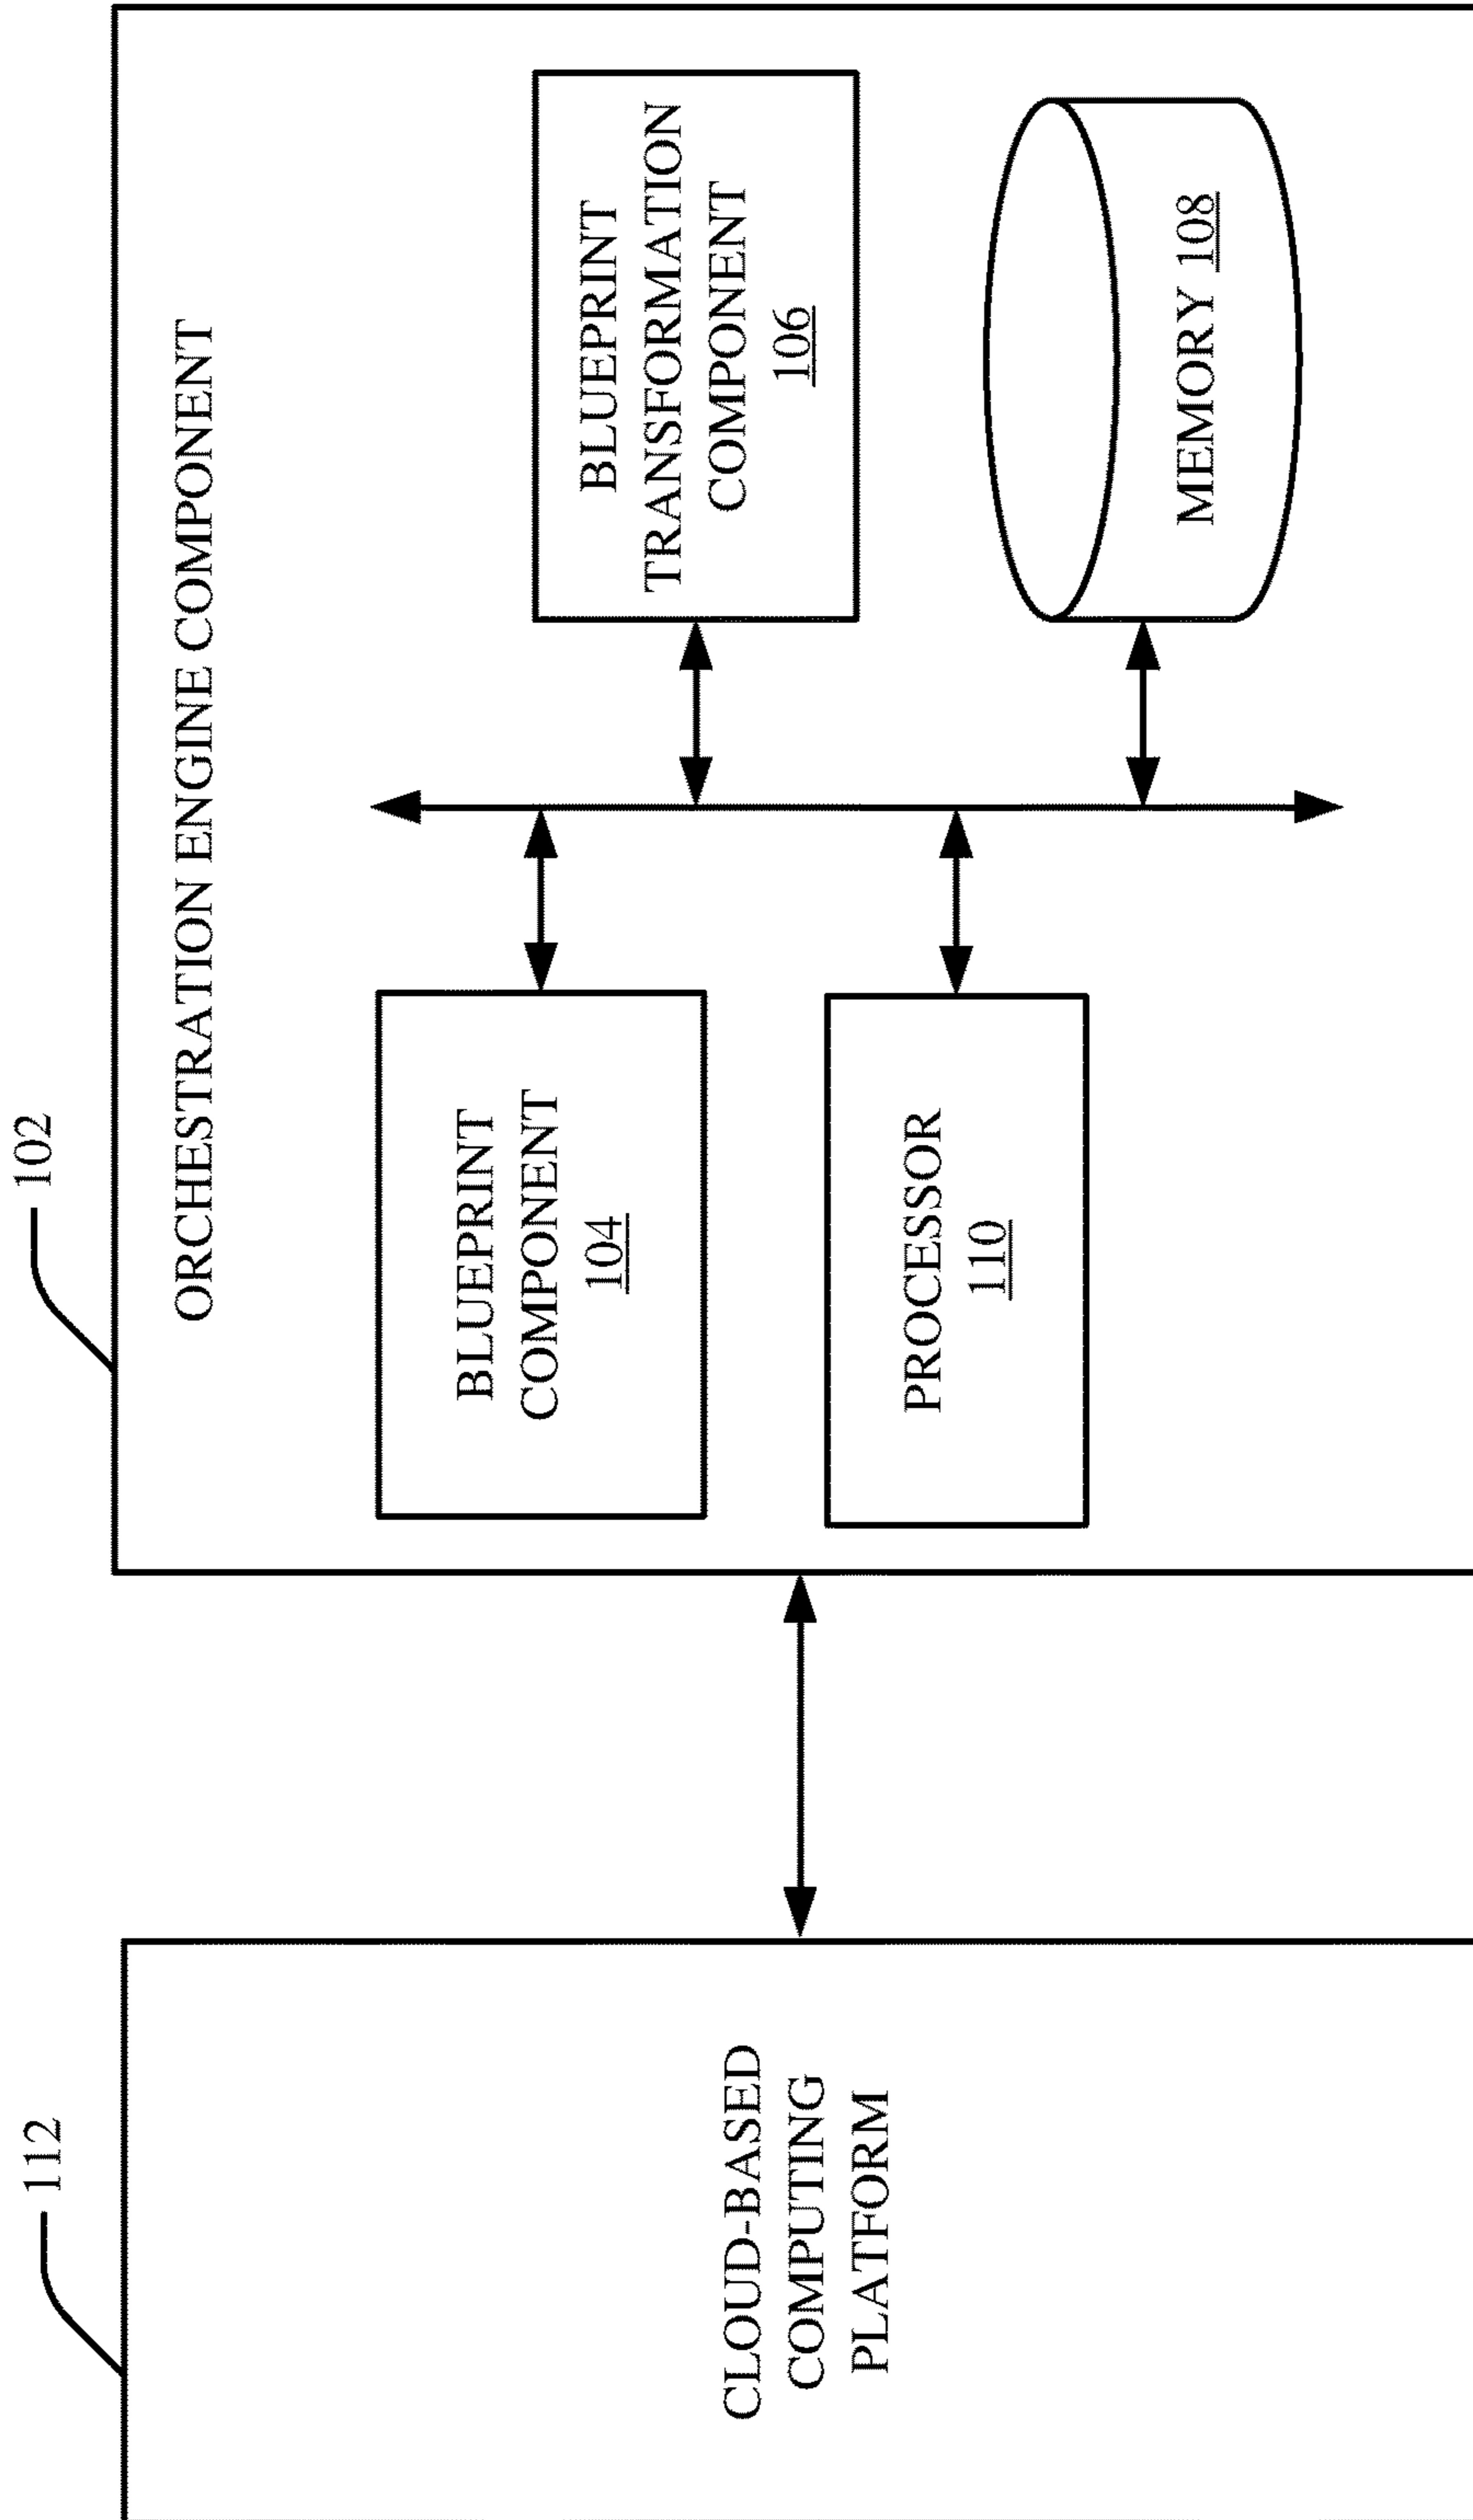 112
CLOUD-BASED
COMPUTING
PLATFORM
102
ORCHESTRATION ENGINE COMPONENT
BLUEPRINT
COMPONENT
104
PROCESSOR
110
BLUEPRINT
TRANSFORMATION
COMPONENT
106
MEMORY 108